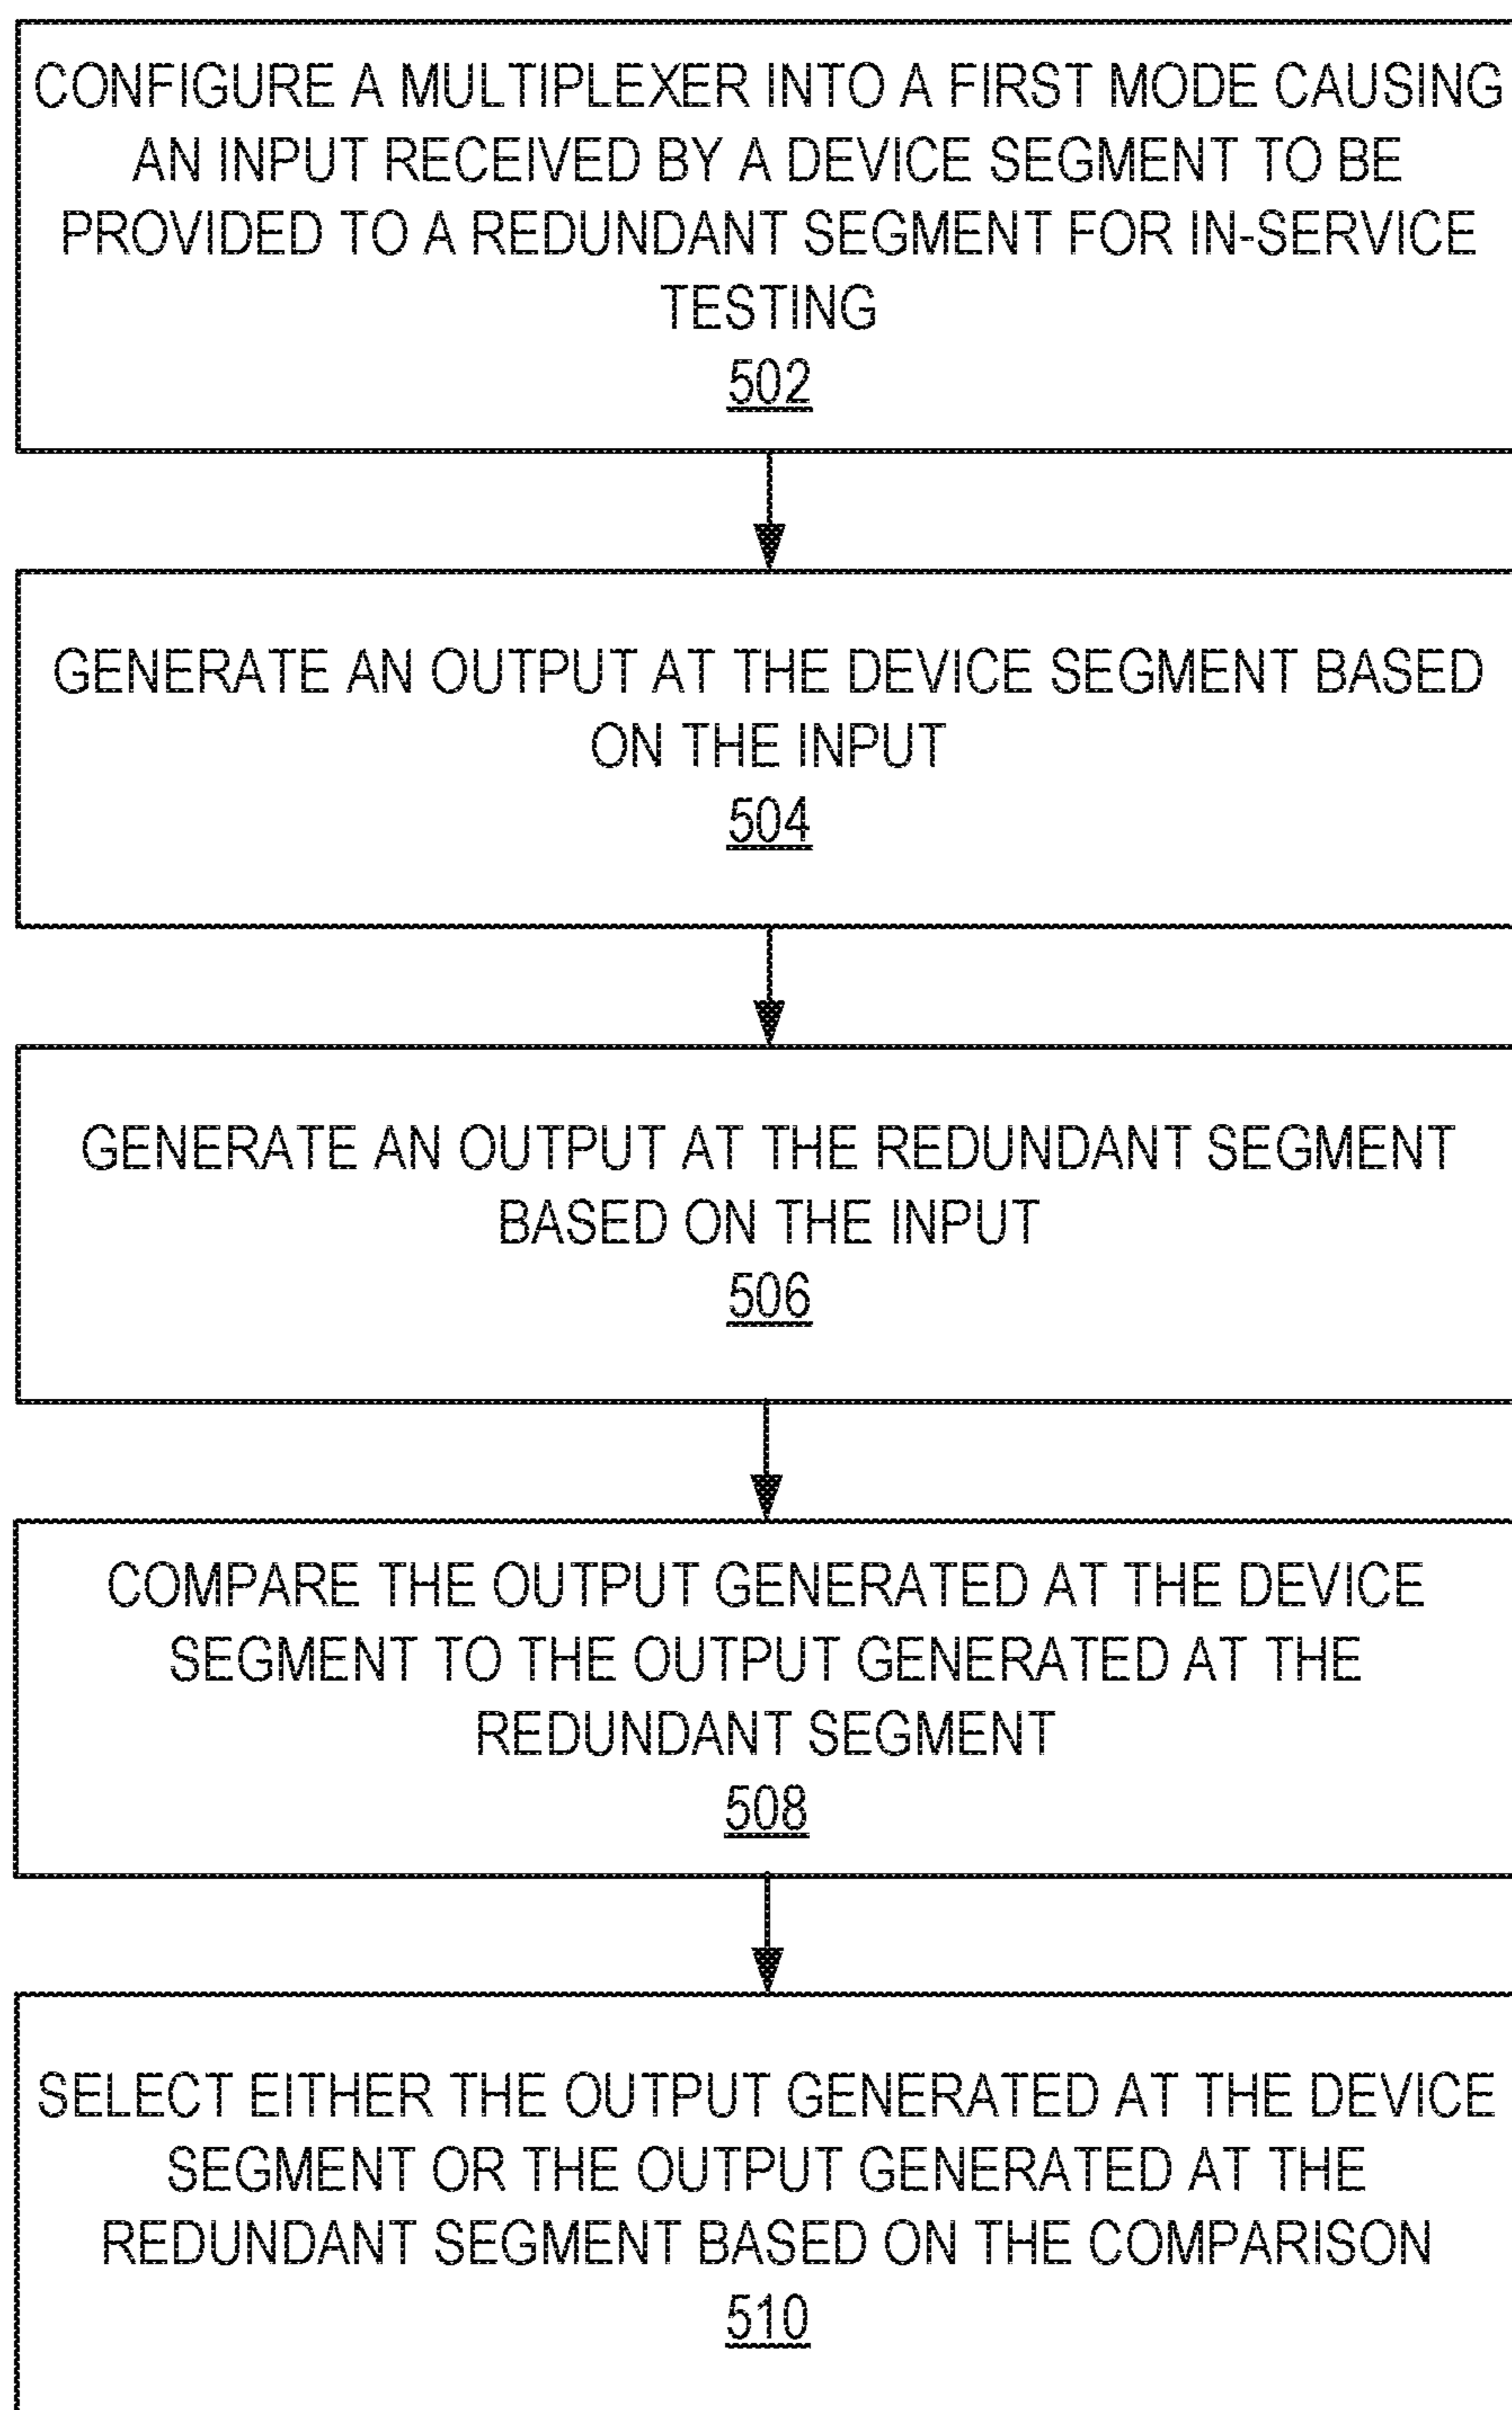 CONFIGURE A MULTIPLEXER INTO A FIRST MODE CAUSING
AN INPUT RECEIVED BY A DEVICE SEGMENT TO BE
PROVIDED TO A REDUNDANT SEGMENT FOR IN-SERVICE
TESTING
502
GENERATE AN OUTPUT AT THE DEVICE SEGMENT BASED
ON THE INPUT
504
GENERATE AN OUTPUT AT THE REDUNDANT SEGMENT
BASED ON THE INPUT
506
COMPARE THE OUTPUT GENERATED AT THE DEVICE
SEGMENT TO THE OUTPUT GENERATED AT THE
REDUNDANT SEGMENT
508
SELECT EITHER THE OUTPUT GENERATED AT THE DEVICE
SEGMENT OR THE OUTPUT GENERATED AT THE
REDUNDANT SEGMENT BASED ON THE COMPARISON
510